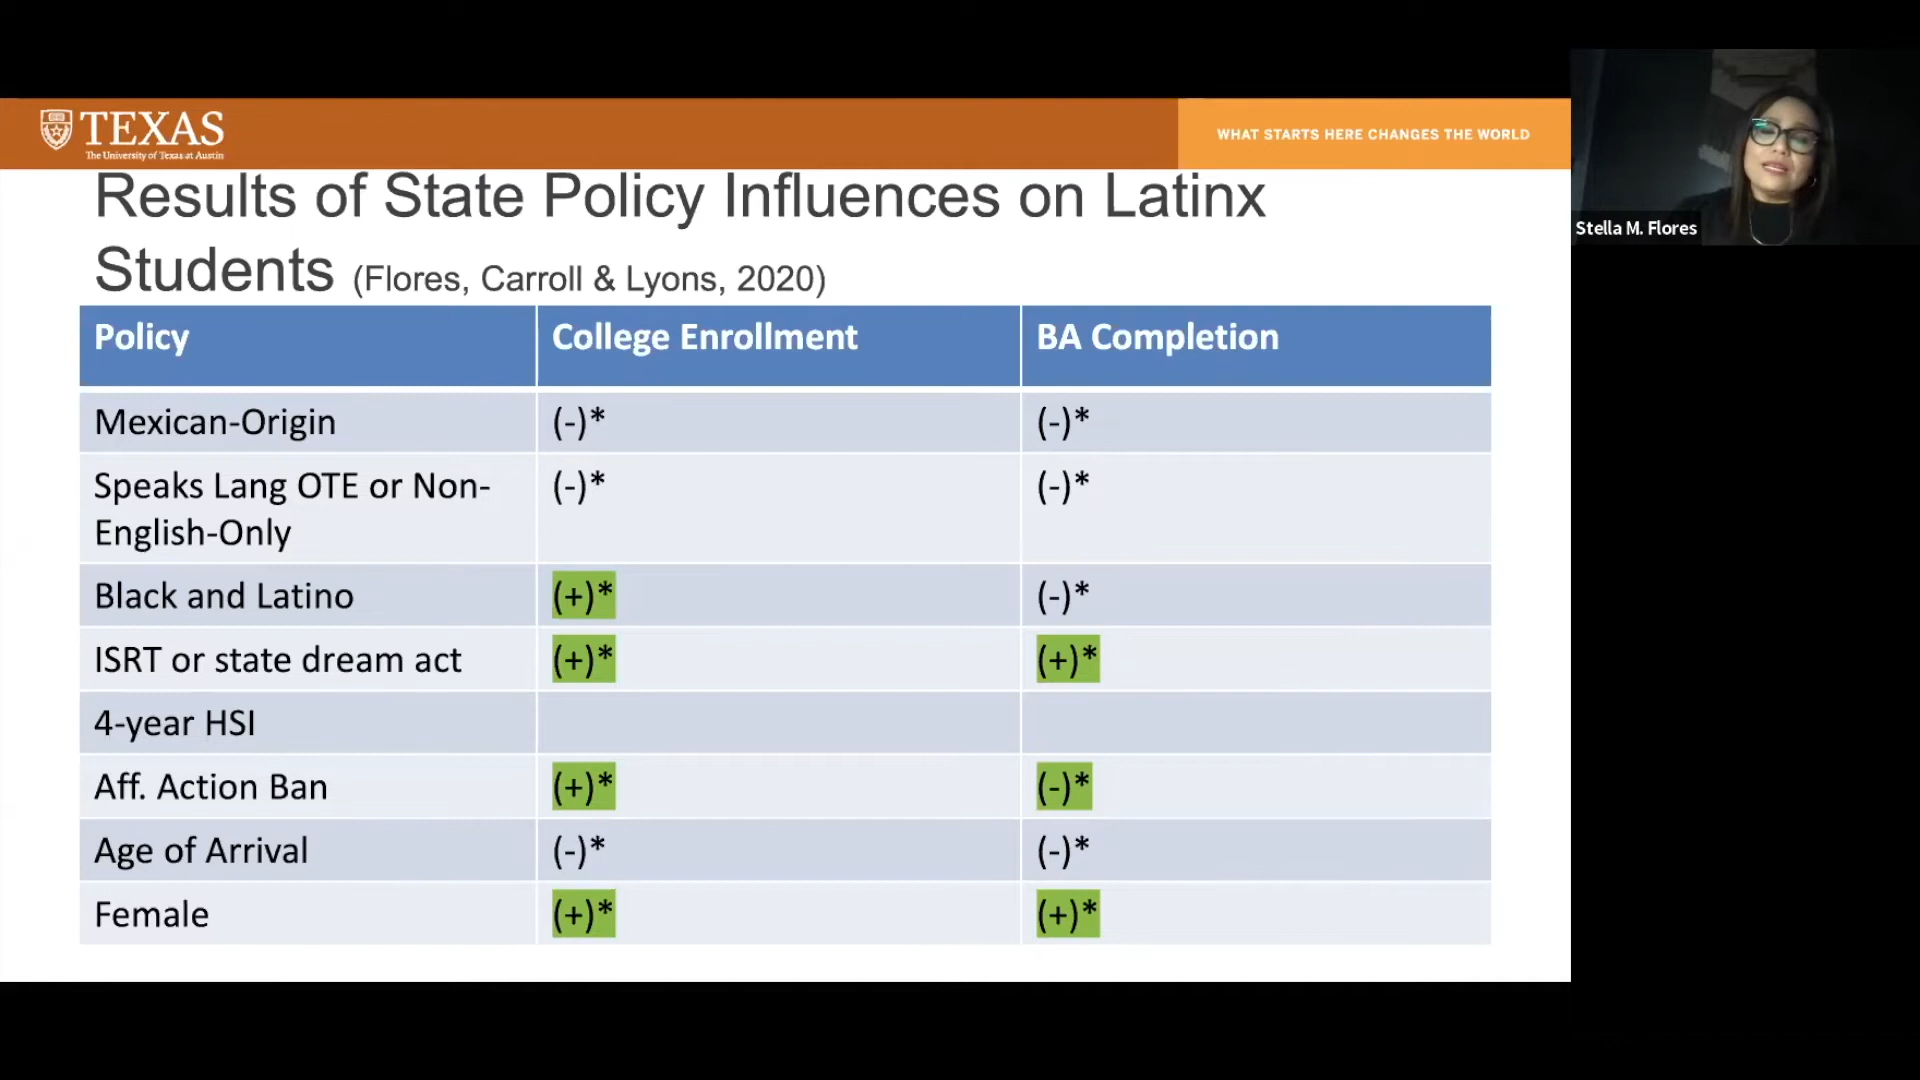 TEXAS
The University of Texas at Austin
WHAT STARTS HERE CHANGES THE WORLD
Results of State Policy Influences on Latinx
Students (Flores, Carroll & Lyons, 2020)
Policy College Enrollment BA Completion
Mexican-Origin (-)* (-)*
Speaks Lang OTE or Non- (-)* (-)*
English-Only
Black and Latino (+)* (-)*
ISRT or state dream act (+)* (+)*
4-year HSI
Aff. Action Ban (+)* (-)*
Age of Arrival (-)* (-)*
Female (+)* (+)*
Stella M. Flores